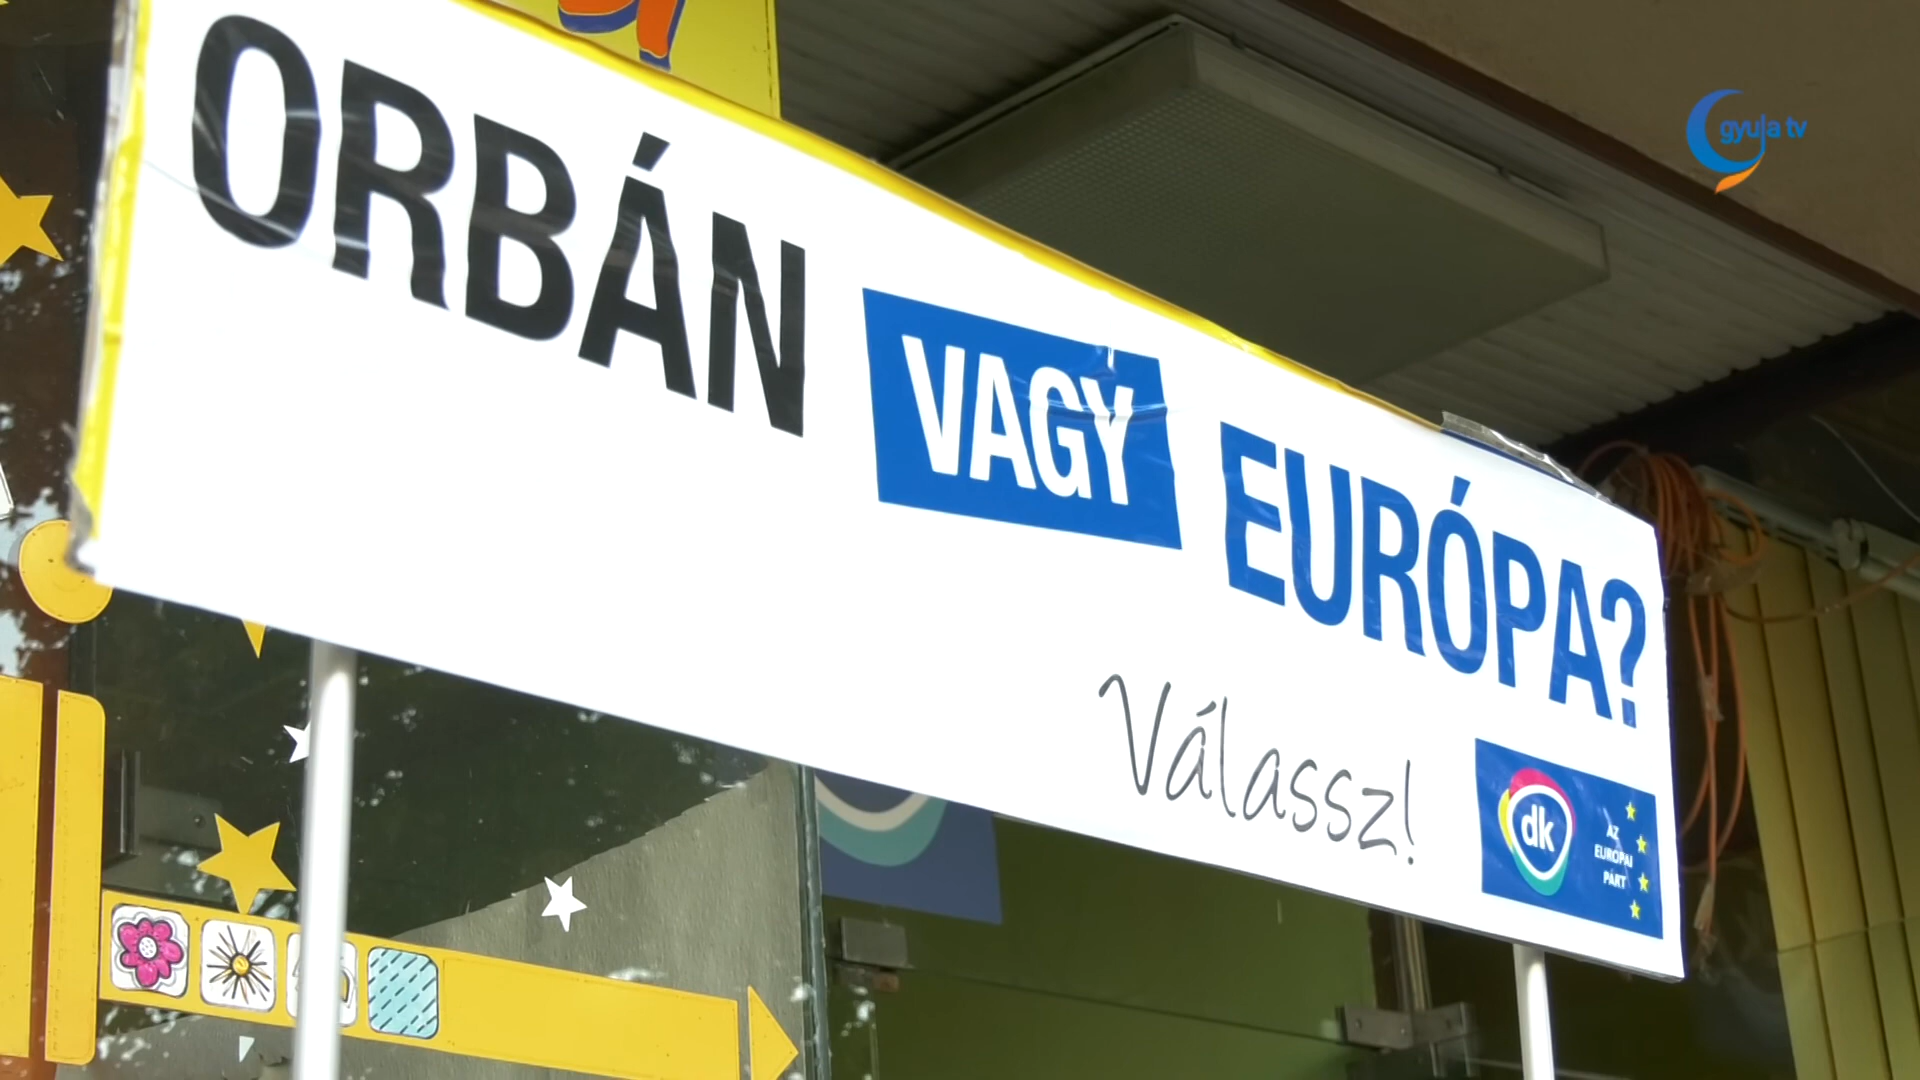 gyula tv
ORBÁN VAGY EURÓPA?
Válassz!
dk
AZ
EURÓPAI
PÁRT